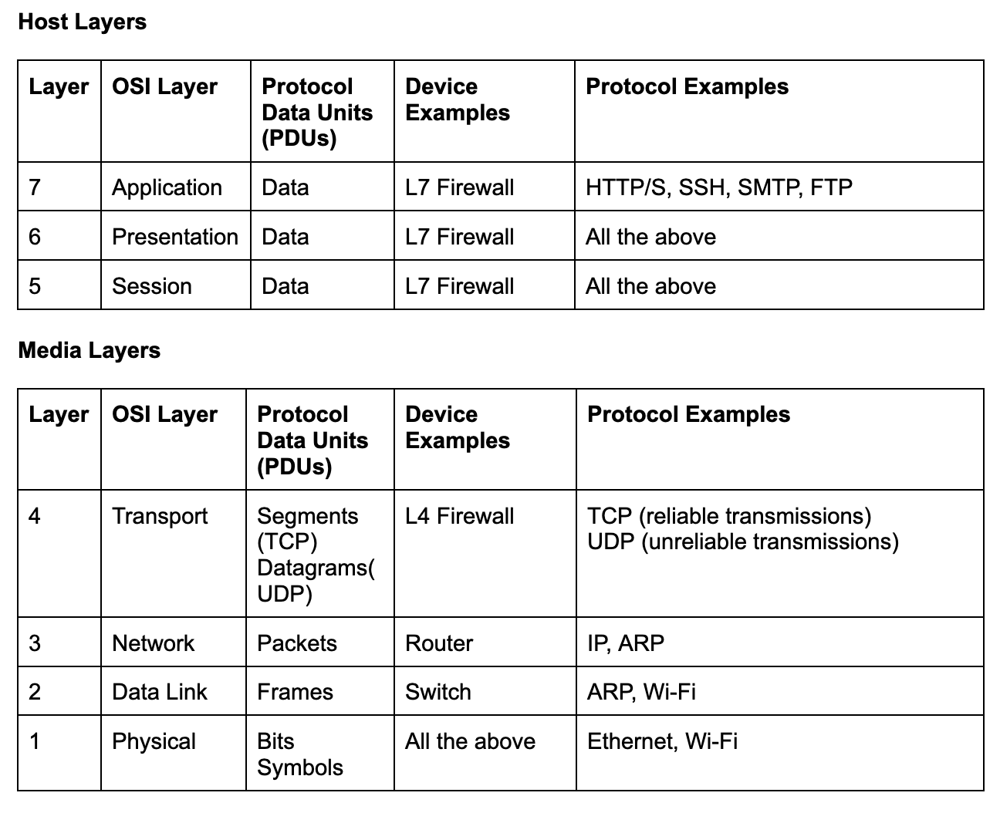 Host Layers
Layer OSI Layer Protocol Data Units (PDUs) Device Examples Protocol Examples
7 Application Data L7 Firewall HTTP/S, SSH, SMTP, FTP
6 Presentation Data L7 Firewall All the above
5 Session Data L7 Firewall All the above
Media Layers
Layer OSI Layer Protocol Data Units (PDUs) Device Examples Protocol Examples
4 Transport Segments (TCP) Datagrams( UDP) L4 Firewall TCP (reliable transmissions) UDP (unreliable transmissions)
3 Network Packets Router IP, ARP
2 Data Link Frames Switch ARP, Wi-Fi
1 Physical Bits Symbols All the above Ethernet, Wi-Fi